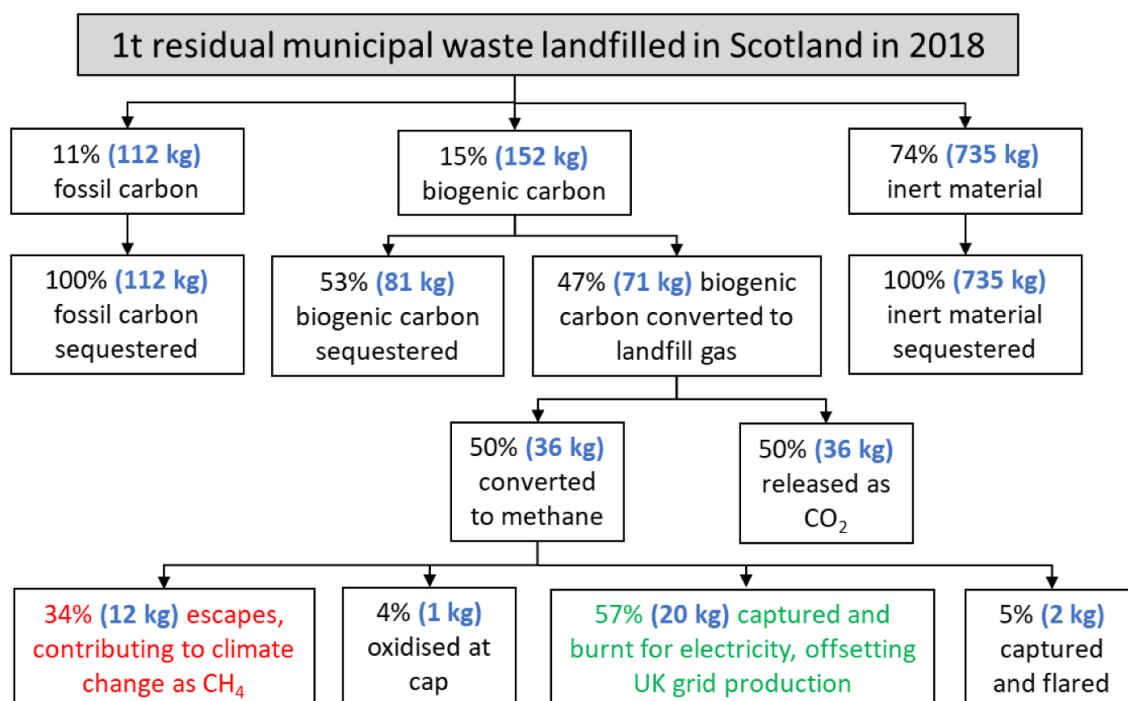 1t residual municipal waste landfilled in Scotland in 2018
11% (112 kg)
fossil carbon
15% (152 kg)
biogenic carbon
74% (735 kg)
inert material
100% (112 kg)
fossil carbon
sequestered
53% (81 kg)
biogenic carbon
sequestered
47% (71 kg) biogenic
carbon converted to
landfill gas
100% (735 kg)
inert material
sequestered
50% (36 kg)
converted
to methane
50% (36 kg)
released as
CO₂
34% (12 kg) escapes,
contributing to climate
change as CH₄
4% (1 kg)
oxidised at
cap
57% (20 kg) captured and
burnt for electricity, offsetting
UK grid production
5% (2 kg)
captured
and flared